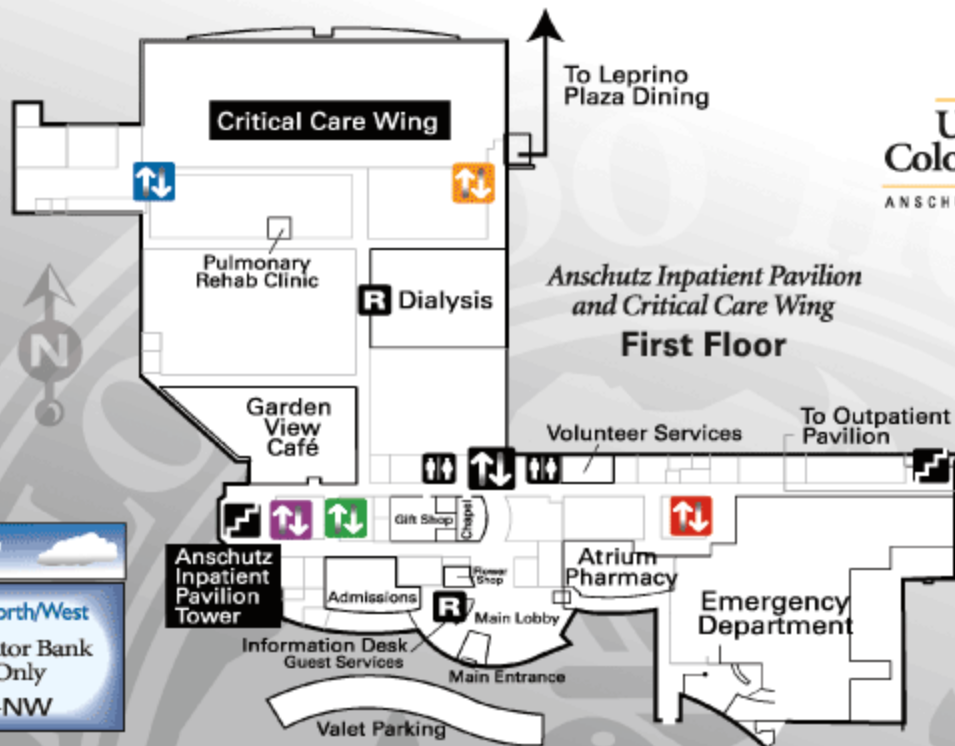 To Leprino
Plaza Dining
Critical Care Wing
ANSCH
Pulmonary
Rehab Clinic
R Dialysis
Anschutz Inpatient Pavilion
and Critical Care Wing
First Floor
N
Garden
View
Café
Volunteer Services
To Outpatient
Pavilion
Gift Shop
Chapel
Anschutz
Inpatient
Pavilion
Tower
Admissions
Flower
Shop
R
Main Lobby
Atrium
Pharmacy
Emergency
Department
Information Desk
Guest Services
Main Entrance
Valet Parking
orth/West
tor Bank
Only
-NW